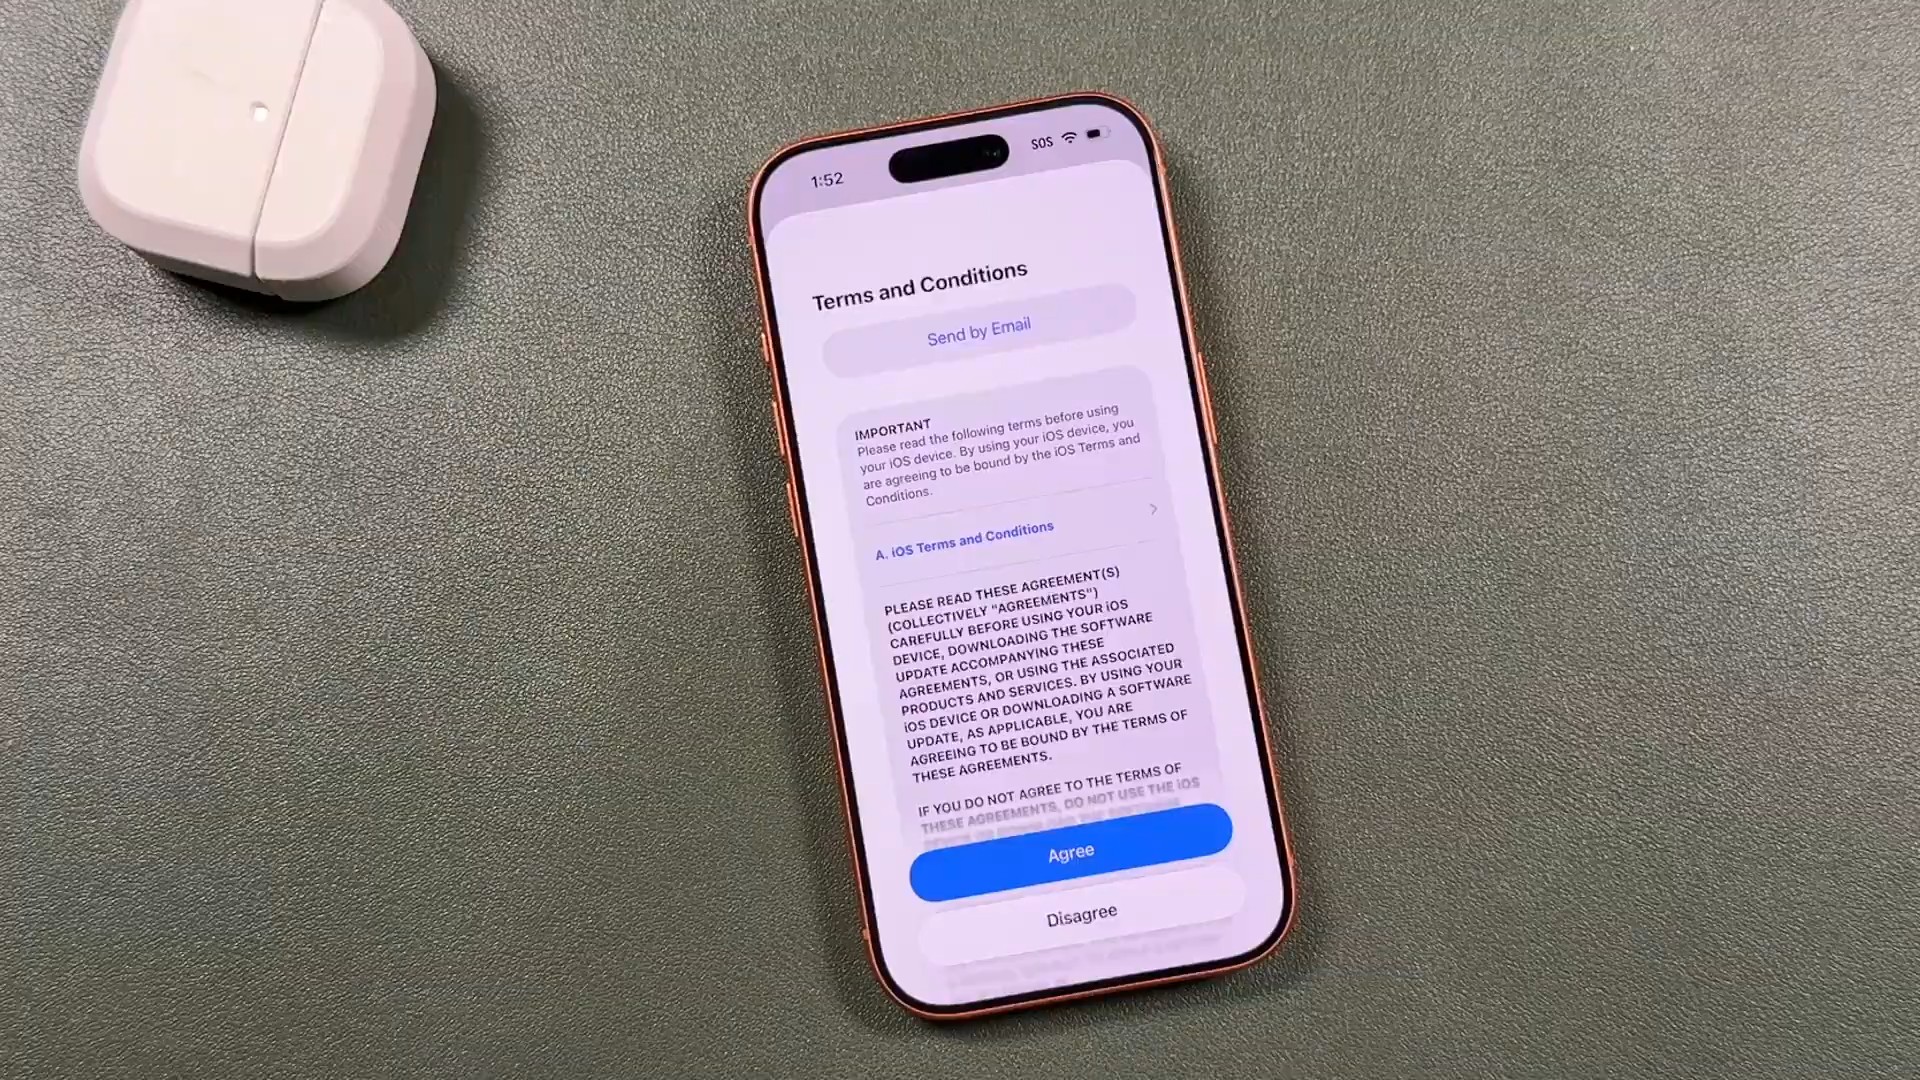 1:52
SOS
Terms and Conditions
Send by Email
IMPORTANT
Please read the following terms before using
your iOS device. By using your iOS device, you
are agreeing to be bound by the iOS Terms and
Conditions.
A. iOS Terms and Conditions
PLEASE READ THESE AGREEMENT(S)
(COLLECTIVELY "AGREEMENTS")
CAREFULLY BEFORE USING YOUR iOS
DEVICE, DOWNLOADING THE SOFTWARE
UPDATE ACCOMPANYING THESE
AGREEMENTS, OR USING THE ASSOCIATED
PRODUCTS AND SERVICES. BY USING YOUR
iOS DEVICE OR DOWNLOADING A SOFTWARE
UPDATE, AS APPLICABLE, YOU ARE
AGREEING TO BE BOUND BY THE TERMS OF
THESE AGREEMENTS.
IF YOU DO NOT AGREE TO THE TERMS OF
THESE AGREEMENTS, DO NOT USE THE iOS
Agree
Disagree